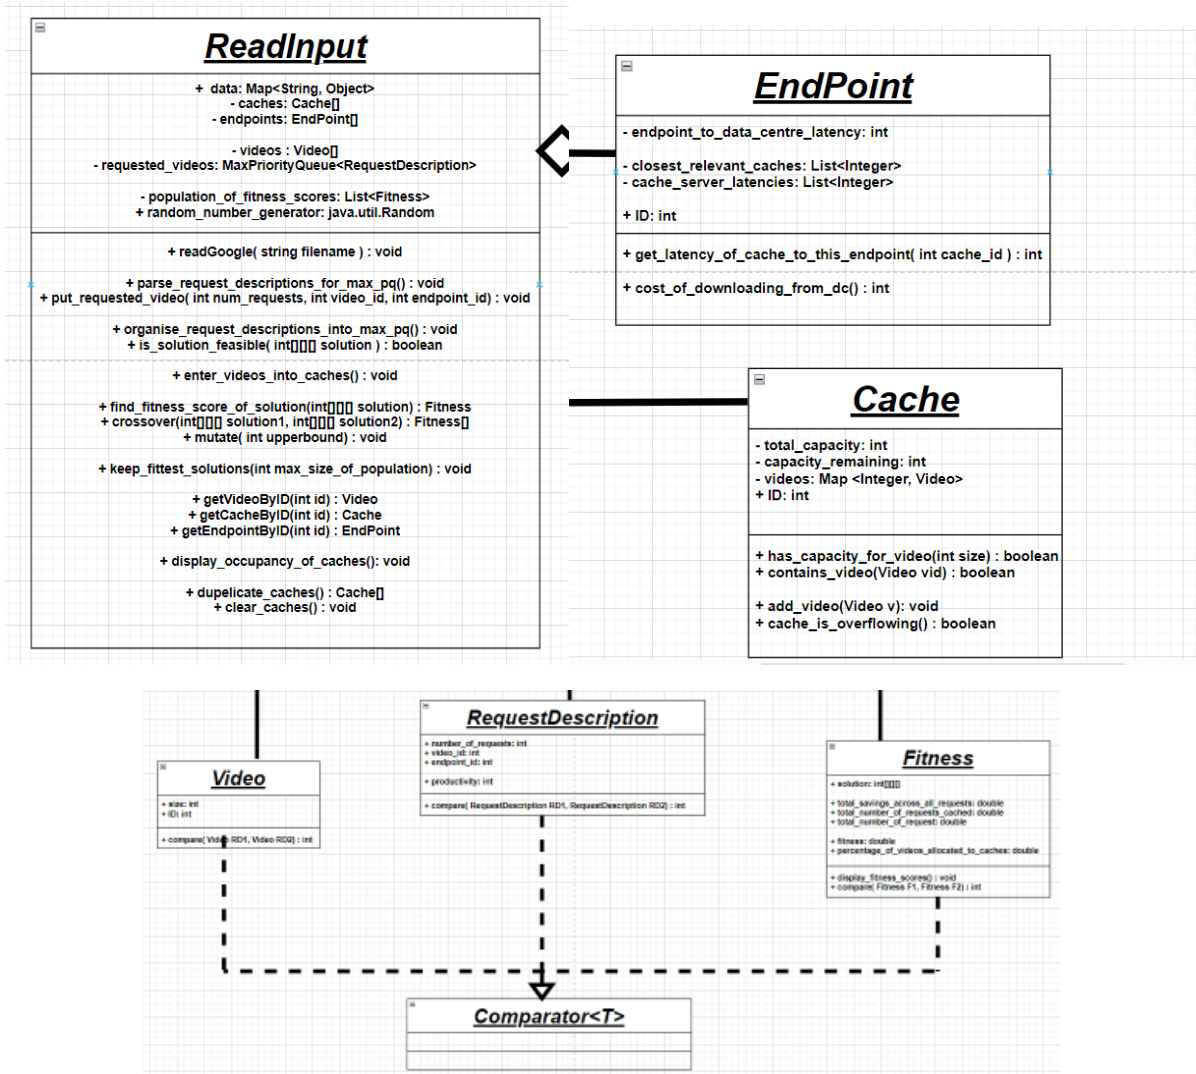 ReadInput
+ data: Map<String, Object>
- caches: Cache[]
- endpoints: EndPoint[]
- videos : Video[]
- requested_videos: MaxPriorityQueue<RequestDescription>
- population_of_fitness_scores: List<Fitness>
+ random_number_generator: java.util.Random
+ readGoogle( string filename ) : void
+ parse_request_descriptions_for_max_pq() : void
+ put_requested_video( int num_requests, int video_id, int endpoint_id) : void
+ organise_request_descriptions_into_max_pq() : void
+ is_solution_feasible( int[][][] solution ) : boolean
+ enter_videos_into_caches() : void
+ find_fitness_score_of_solution(int[][][] solution) : Fitness
+ crossover(int[][][] solution1, int[][][] solution2) : Fitness[]
+ mutate( int upperbound) : void
+ keep_fittest_solutions(int max_size_of_population) : void
+ getVideoByID(int id) : Video
+ getCacheByID(int id) : Cache
+ getEndpointByID(int id) : EndPoint
+ display_occupancy_of_caches(): void
+ dupelicate_caches() : Cache[]
+ clear_caches() : void
EndPoint
- endpoint_to_data_centre_latency: int
- closest_relevant_caches: List<Integer>
- cache_server_latencies: List<Integer>
+ ID: int
+ get_latency_of_cache_to_this_endpoint( int cache_id ) : int
+ cost_of_downloading_from_dc() : int
Cache
- total_capacity: int
- capacity_remaining: int
- videos: Map <Integer, Video>
+ ID: int
+ has_capacity_for_video(int size) : boolean
+ contains_video(Video vid) : boolean
+ add_video(Video v): void
+ cache_is_overflowing() : boolean
Video
+ size: int
+ ID: int
+ compare( Video RD1, Video RD2) : int
RequestDescription
+ number_of_requests: int
+ video_id: int
+ endpoint_id: int
+ productivity: int
+ compare( RequestDescription RD1, RequestDescription RD2) : int
Fitness
+ solution: int[][][]
+ total_savings_across_all_requests: double
+ total_number_of_requests_cached: double
+ total_number_of_request: double
+ fitness: double
+ percentage_of_videos_allocated_to_caches: double
+ display_fitness_scores() : void
+ compare( Fitness F1, Fitness F2) : int
Comparator<T>